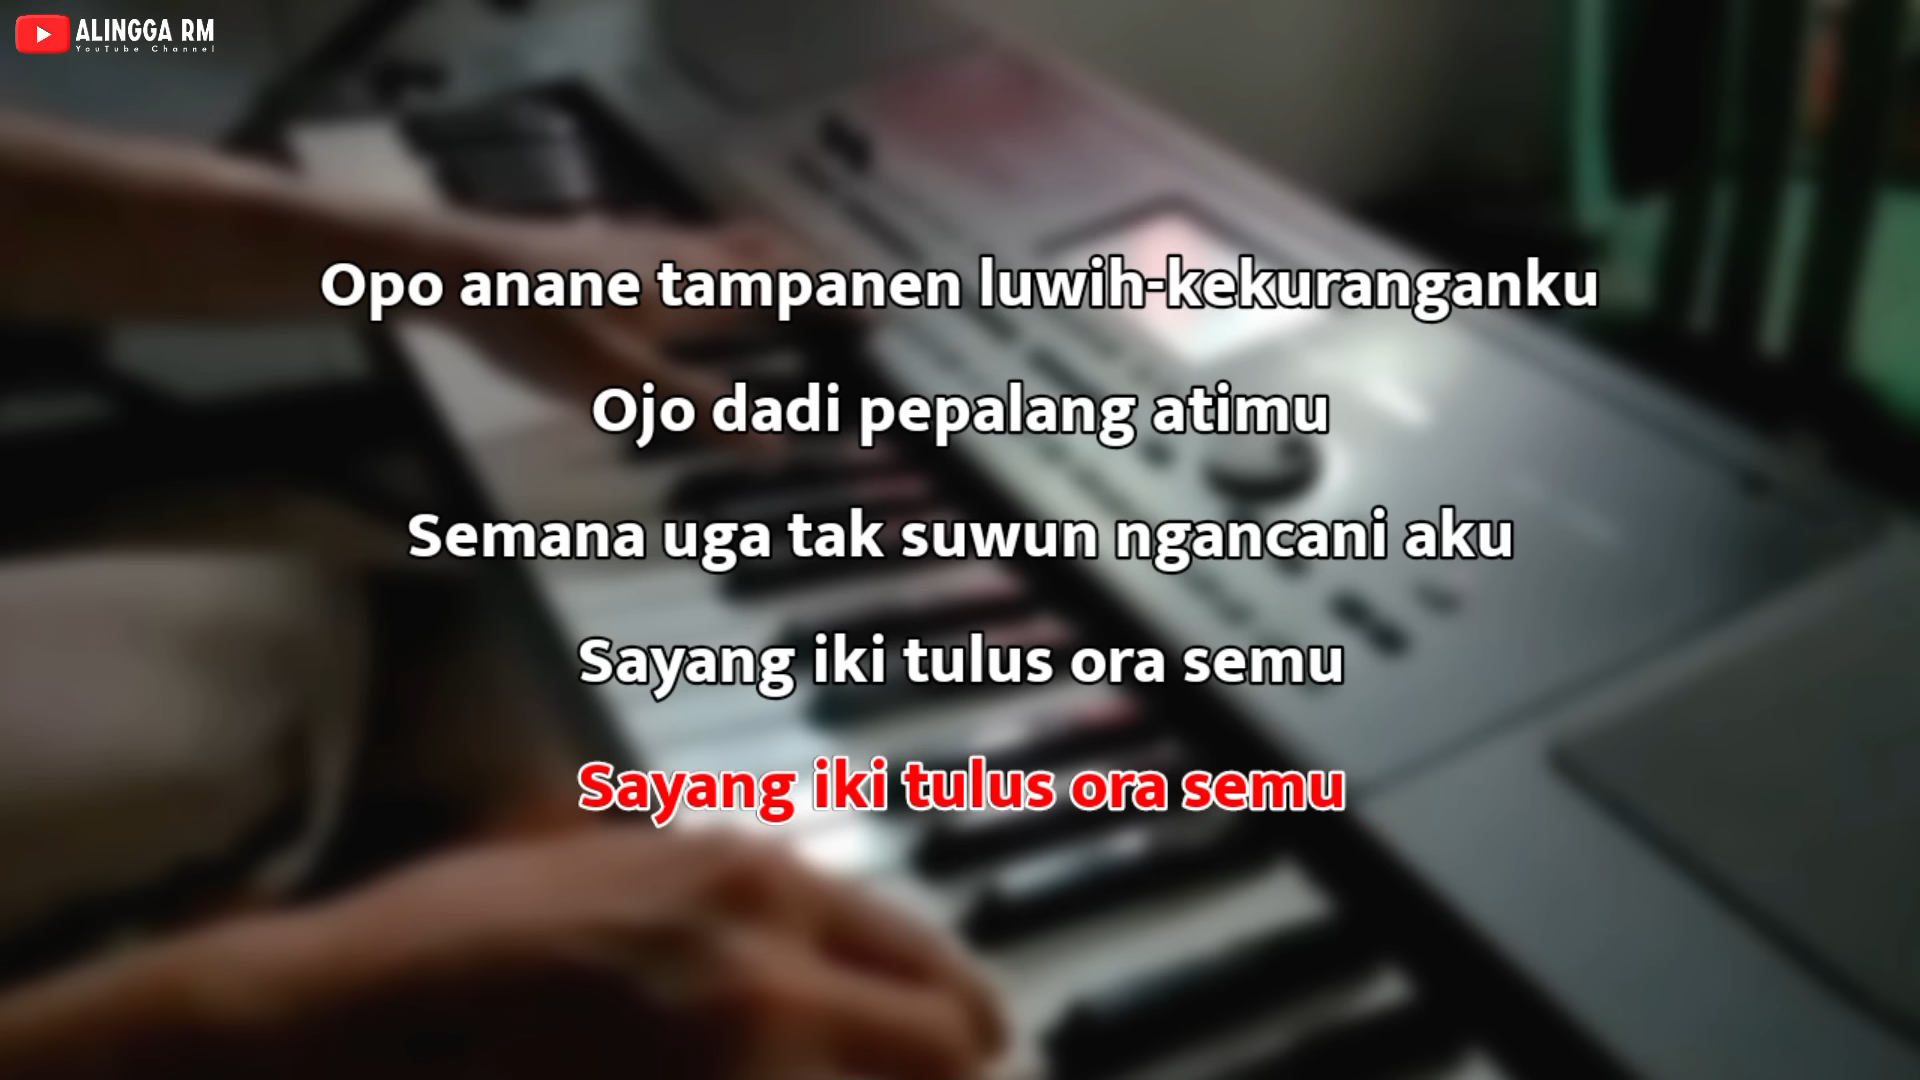 ALINGGA RM
YouTube Channel
Opo anane tampanen luwih-kekuranganku
Ojo dadi pepalang atimu
Semana uga tak suwun ngancani aku
Sayang iki tulus ora semu
Sayang iki tulus ora semu